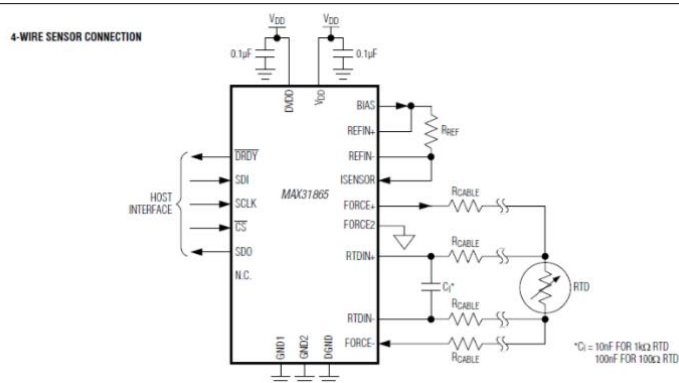 4-WIRE SENSOR CONNECTION
VDD
VDD
0.1µF
0.1µF
DVDD
VDD
BIAS
REFIN+
RREF
REFIN-
ISENSOR
DRDY
SDI
SCLK
CS
SDO
N.C.
HOST
INTERFACE
MAX31865
FORCE+
RCABLE
FORCE2
RTDIN+
RCABLE
CI*
RTD
RCABLE
RTDIN-
FORCE-
RCABLE
GND1
GND2
DGND
*CI = 10nF FOR 1kΩ RTD
100nF FOR 100Ω RTD